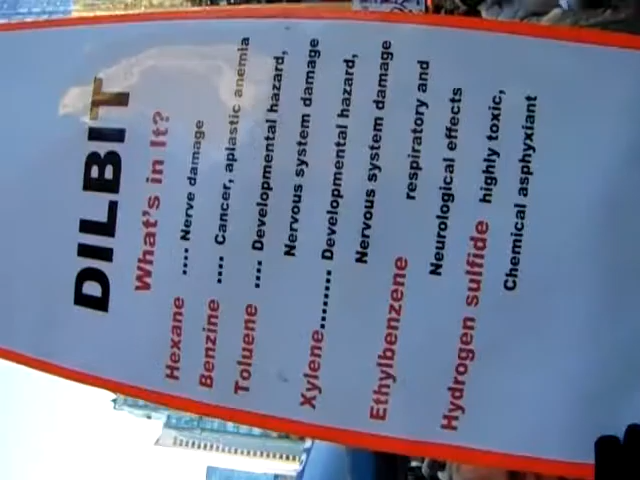 DILBIT
What's in It?
Hexane .... Nerve damage
Benzine .... Cancer, aplastic anemia
Toluene .... Developmental hazard,
Nervous system damage
Xylene........ Developmental hazard,
Nervous system damage
Ethylbenzene respiratory and
Neurological effects
Hydrogen sulfide highly toxic,
Chemical asphyxiant